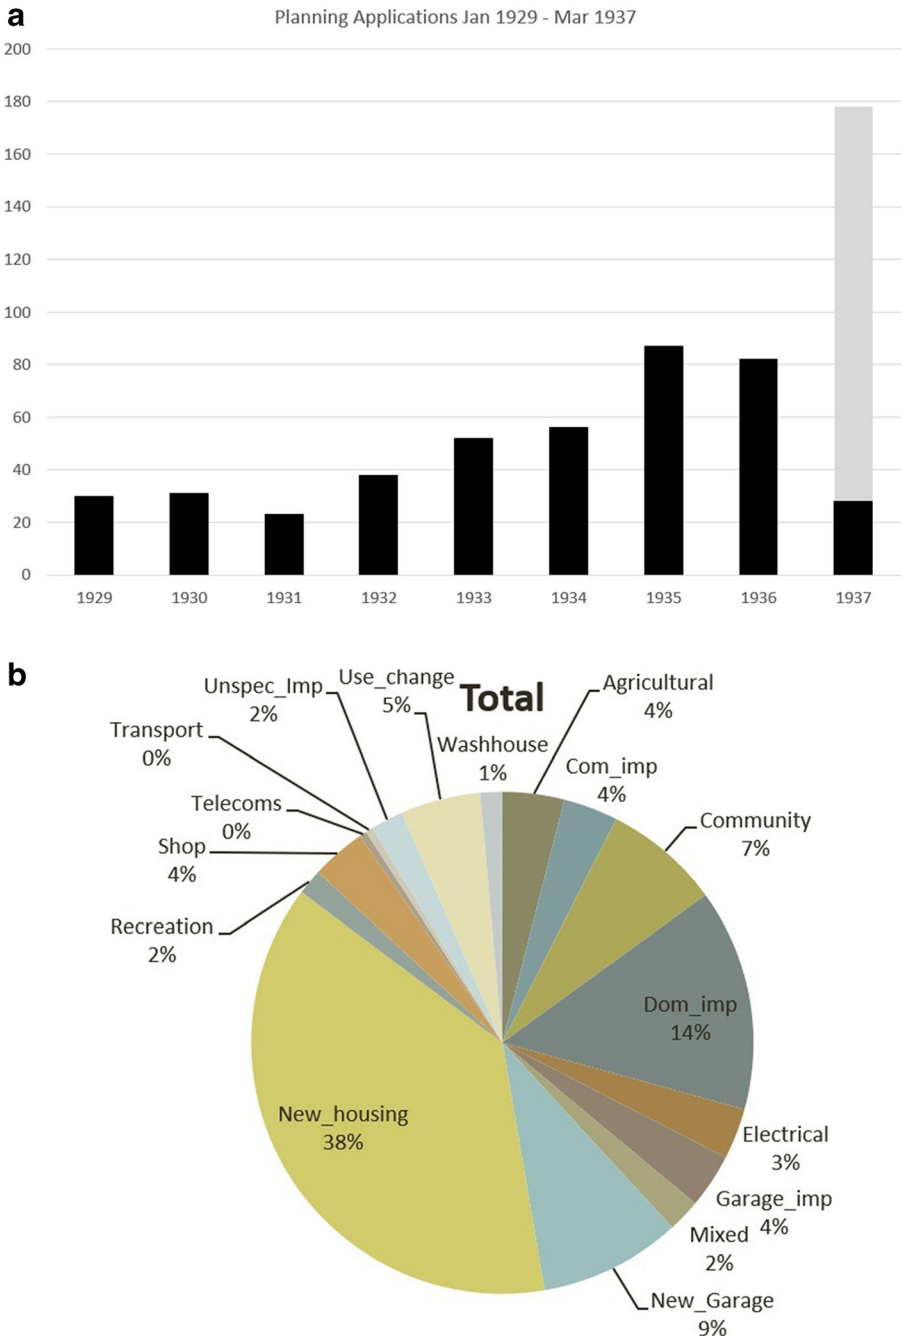 a
Planning Applications Jan 1929 - Mar 1937
200
180
160
140
120
100
80
60
40
20
0
1929 1930 1931 1932 1933 1934 1935 1936 1937
b
Total
Agricultural
4%
Com_imp
4%
Community
7%
Dom_imp
14%
Electrical
3%
Garage_imp
4%
Mixed
2%
New_Garage
9%
New_housing
38%
Recreation
2%
Shop
4%
Telecoms
0%
Transport
0%
Unspec_Imp
2%
Use_change
5%
Washhouse
1%